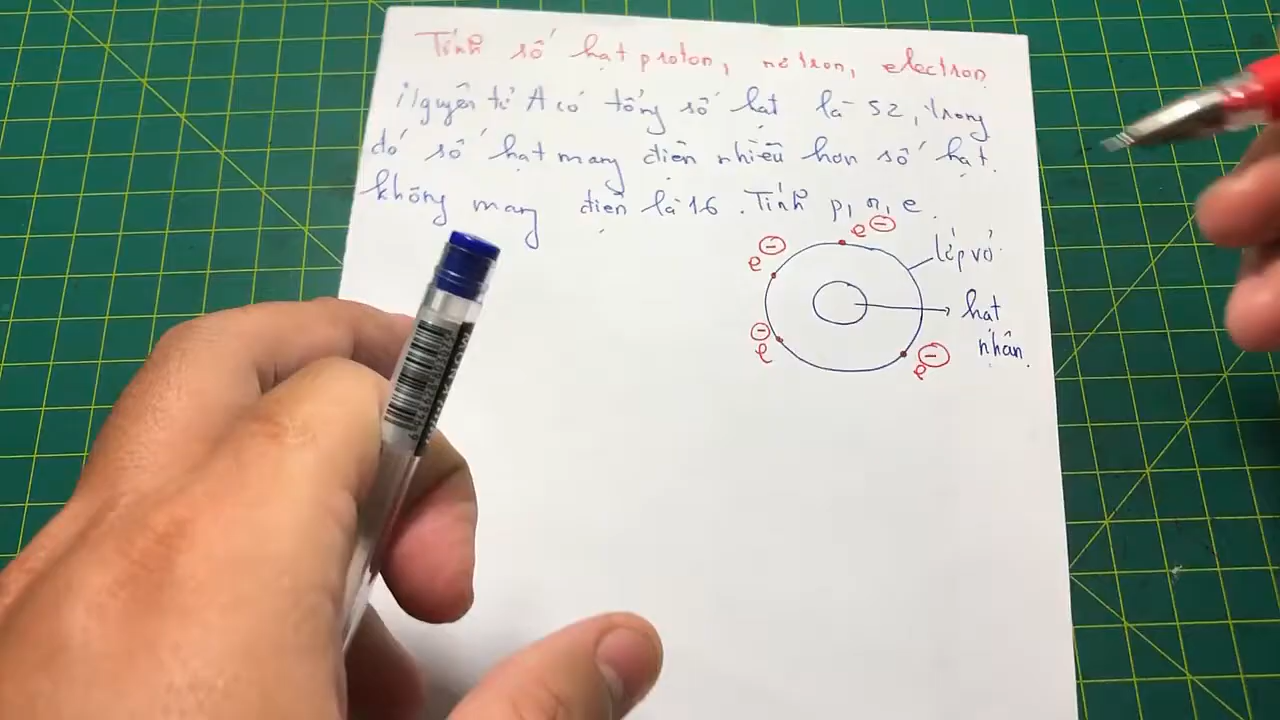 Tính số hạt proton, nơtron, electron
Nguyên tử A có tổng số hạt là 52, trong
đó số hạt mang điện nhiều hơn số hạt
không mang điện là 16. Tính p, n, e.
e⊖
e⊖
lớp vỏ
hạt
nhân.
⊖
e
e⊖